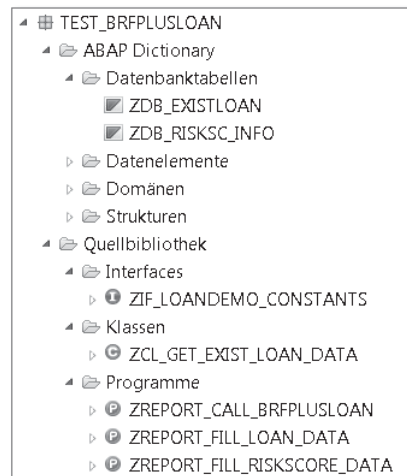 TEST_BRFPLUSLOAN
ABAP Dictionary
Datenbanktabellen
ZDB_EXISTLOAN
ZDB_RISKSC_INFO
Datenelemente
Domänen
Strukturen
Quellbibliothek
Interfaces
ZIF_LOANDEMO_CONSTANTS
Klassen
ZCL_GET_EXIST_LOAN_DATA
Programme
ZREPORT_CALL_BRFPLUSLOAN
ZREPORT_FILL_LOAN_DATA
ZREPORT_FILL_RISKSCORE_DATA